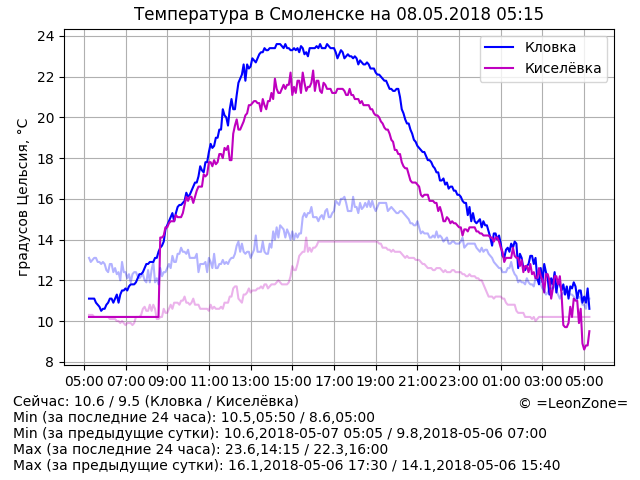 Температура в Смоленске на 08.05.2018 05:15
градусов Цельсия, °C
24
22
20
18
16
14
12
10
8
Кловка
Киселёвка
05:00 07:00 09:00 11:00 13:00 15:00 17:00 19:00 21:00 23:00 01:00 03:00 05:00
Сейчас: 10.6 / 9.5 (Кловка / Киселёвка)
© =LeonZone=
Min (за последние 24 часа): 10.5,05:50 / 8.6,05:00
Min (за предыдущие сутки): 10.6,2018-05-07 05:05 / 9.8,2018-05-06 07:00
Max (за последние 24 часа): 23.6,14:15 / 22.3,16:00
Max (за предыдущие сутки): 16.1,2018-05-06 17:30 / 14.1,2018-05-06 15:40